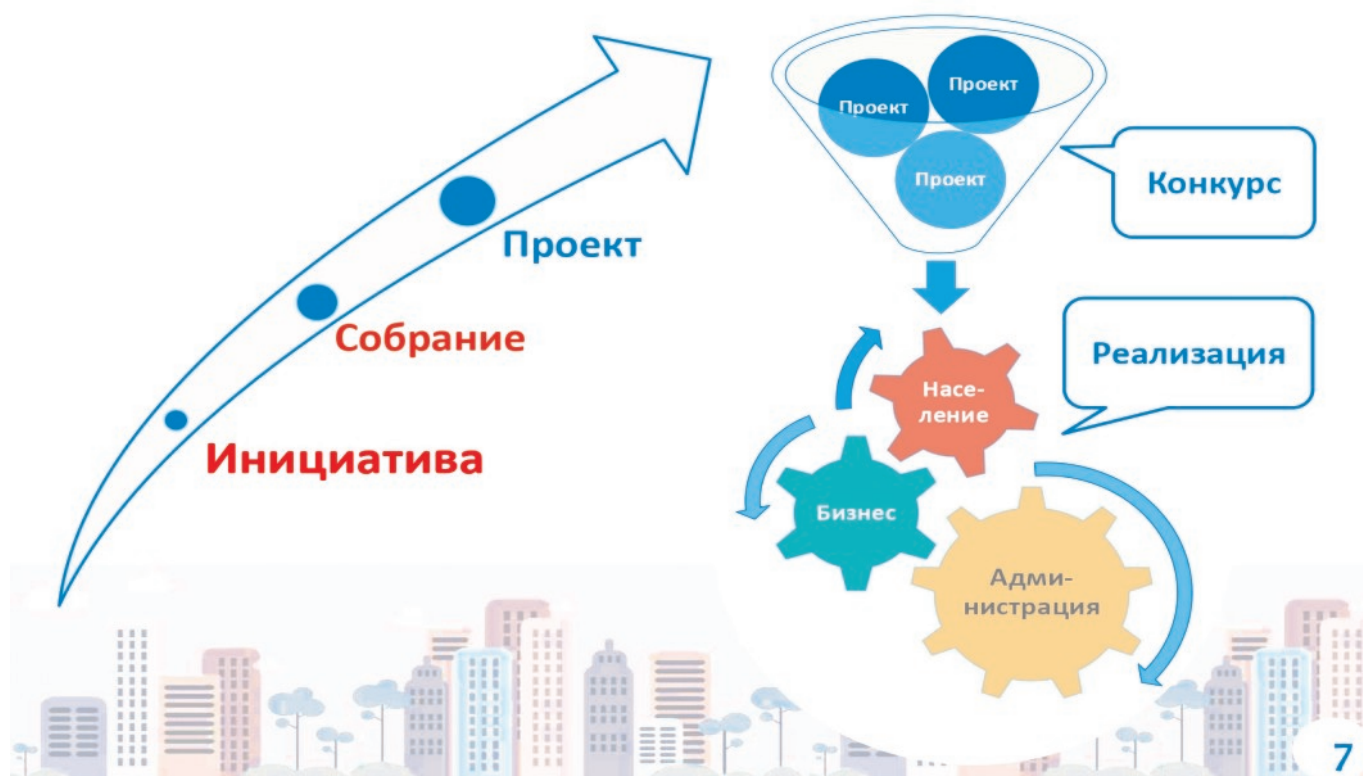 Проект
Собрание
Инициатива
Проект
Проект
Проект
Конкурс
Реализация
Насе-
ление
Бизнес
Адми-
нистрация
7